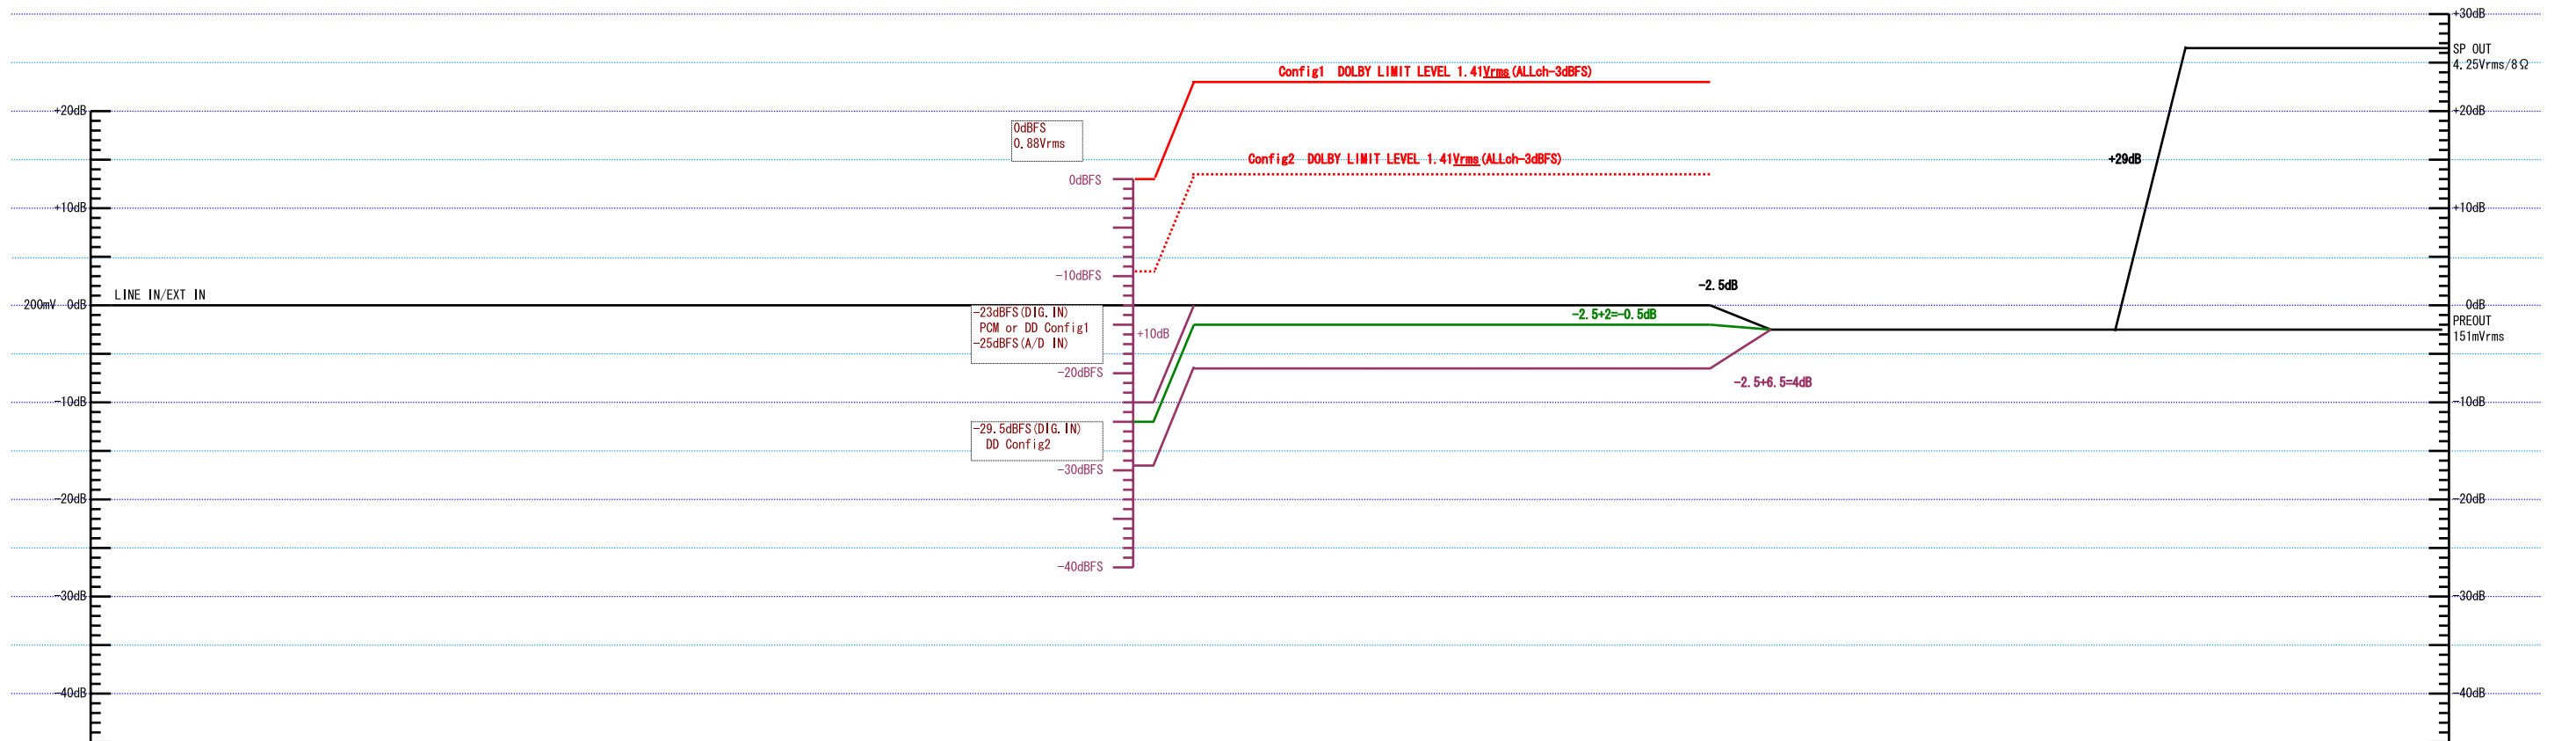 +30dB
SP OUT
4.25Vrms/8Ω
Config1 DOLBY LIMIT LEVEL 1.41Vrms(ALLch-3dBFS)
+20dB
+20dB
0dBFS
0.88Vrms
Config2 DOLBY LIMIT LEVEL 1.41Vrms(ALLch-3dBFS)
+29dB
0dBFS
+10dB
+10dB
-10dBFS
-2.5dB
LINE IN/EXT IN
200mV 0dB
0dB
-23dBFS(DIG.IN)
PCM or DD Config1
-25dBFS(A/D IN)
-2.5+2=-0.5dB
PREOUT
151mVrms
+10dB
-20dBFS
-2.5+6.5=4dB
-10dB
-10dB
-29.5dBFS(DIG.IN)
DD Config2
-30dBFS
-20dB
-20dB
-40dBFS
-30dB
-30dB
-40dB
-40dB